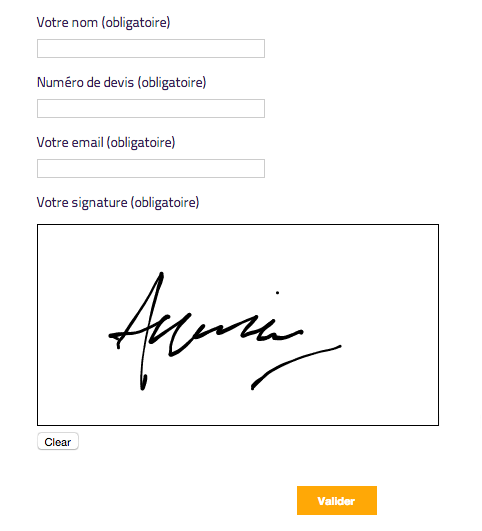 Votre nom (obligatoire)
Numéro de devis (obligatoire)
Votre email (obligatoire)
Votre signature (obligatoire)
Clear
Valider